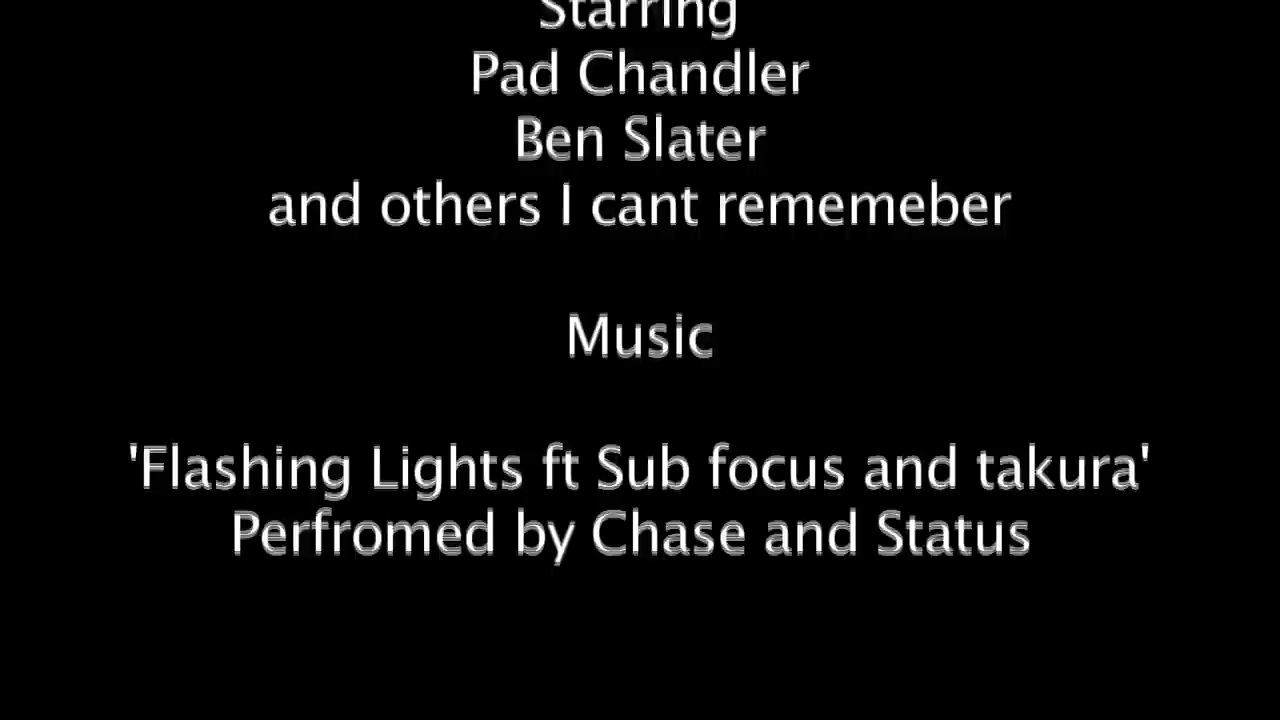 Starring
Pad Chandler
Ben Slater
and others I cant rememeber
Music
'Flashing Lights ft Sub focus and takura'
Perfromed by Chase and Status